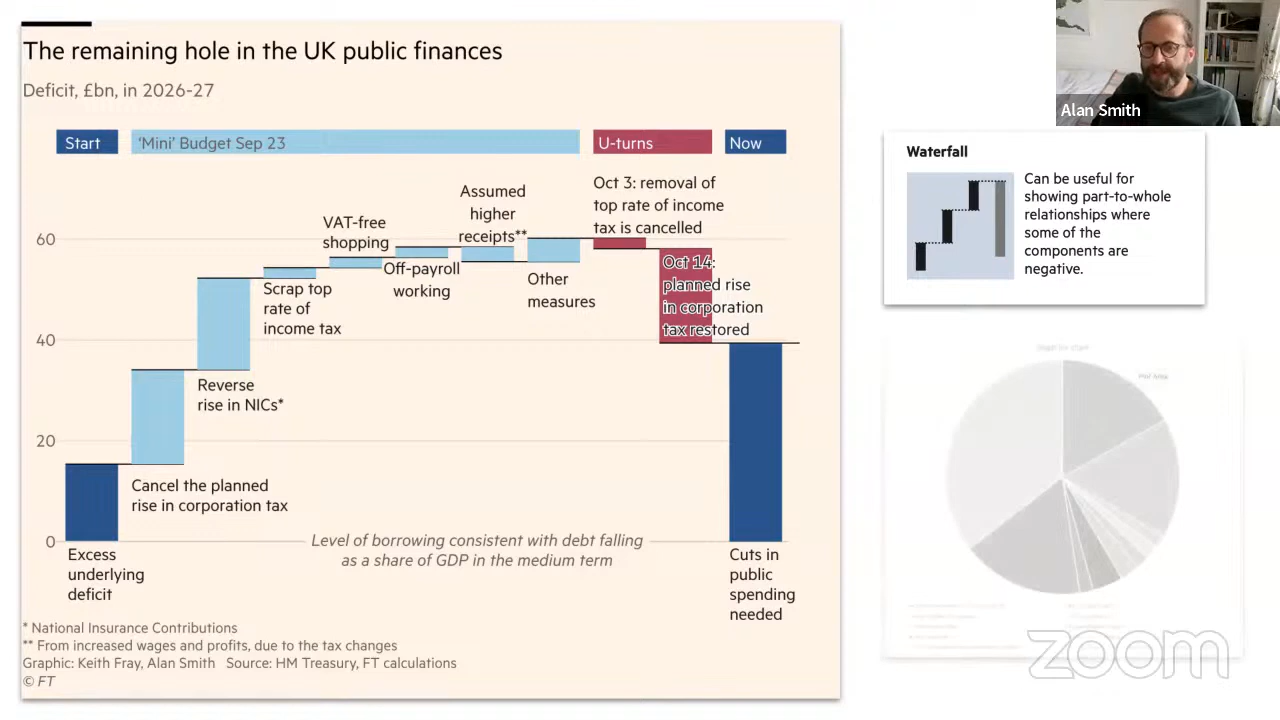 The remaining hole in the UK public finances
Deficit, £bn, in 2026-27
Start
‘Mini’ Budget Sep 23
U-turns
Now
Oct 3: removal of
top rate of income
tax is cancelled
Assumed
higher
receipts**
VAT-free
shopping
60
Off-payroll
working
Oct 14:
planned rise
in corporation
tax restored
Other
measures
Scrap top
rate of
income tax
40
Reverse
rise in NICs*
20
Cancel the planned
rise in corporation tax
0
Level of borrowing consistent with debt falling
as a share of GDP in the medium term
Excess
underlying
deficit
Cuts in
public
spending
needed
* National Insurance Contributions
** From increased wages and profits, due to the tax changes
Graphic: Keith Fray, Alan Smith Source: HM Treasury, FT calculations
© FT
Alan Smith
Waterfall
Can be useful for
showing part-to-whole
relationships where
some of the
components are
negative.
zoom